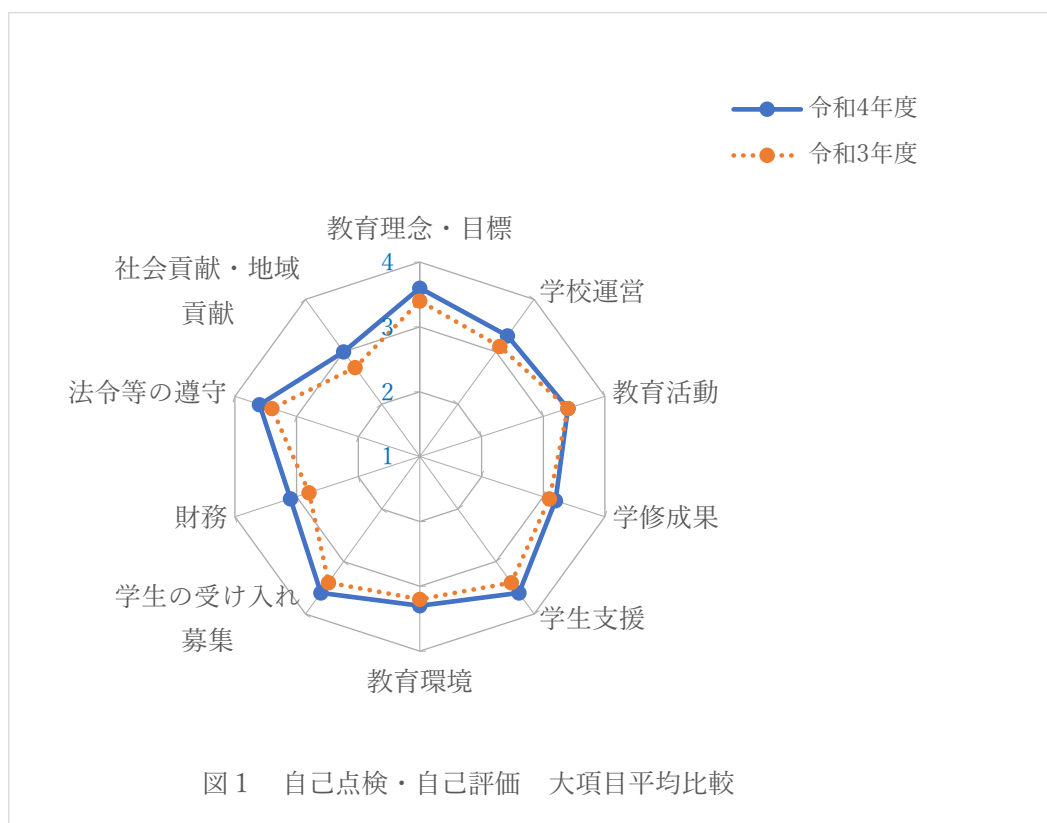 令和4年度
令和3年度
教育理念・目標
学校運営
教育活動
学修成果
学生支援
教育環境
学生の受け入れ
募集
財務
法令等の遵守
社会貢献・地域
貢献
4
3
2
1
図1 自己点検・自己評価 大項目平均比較